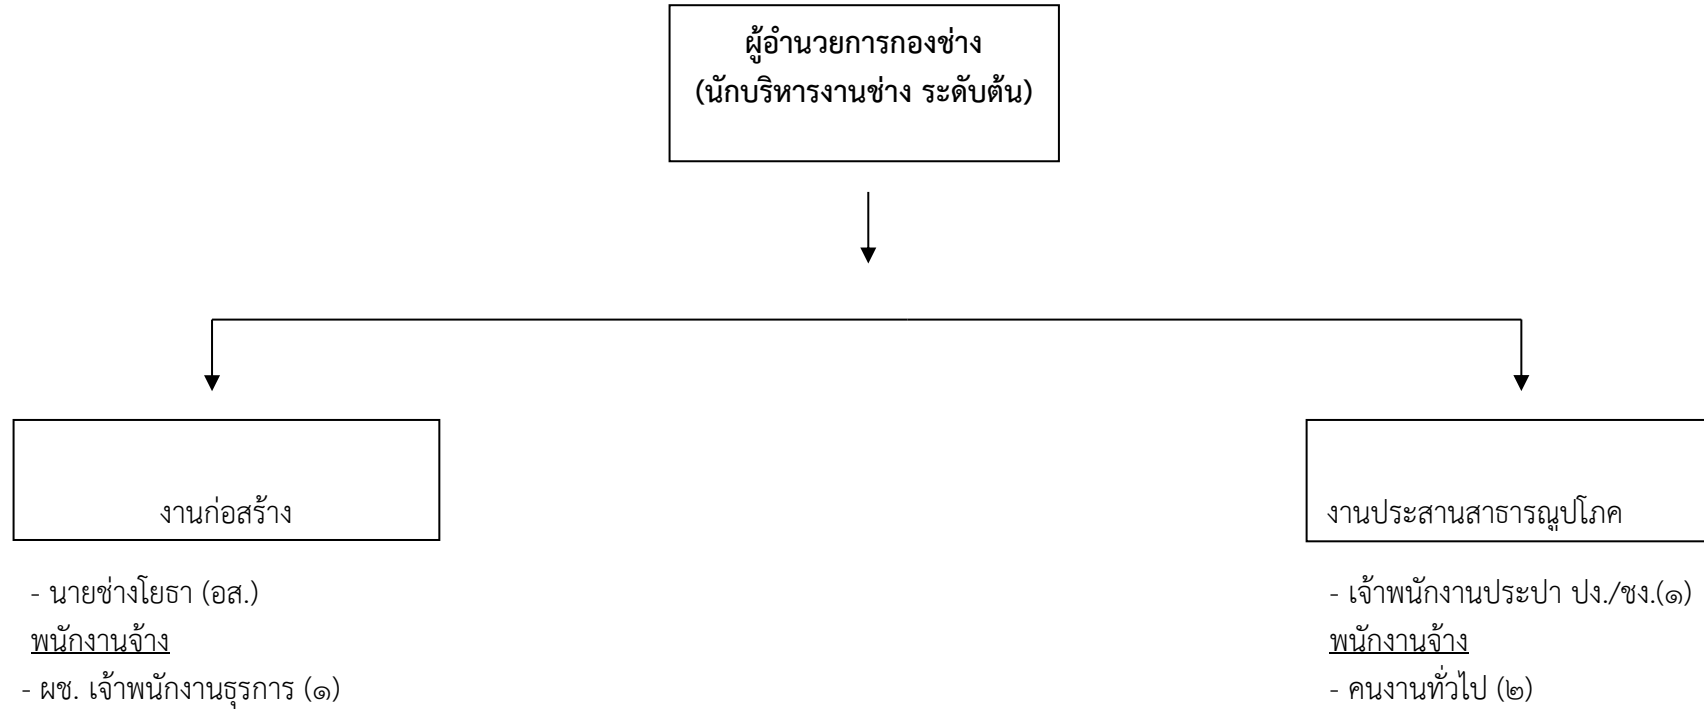 ผู้อำนวยการกองช่าง
(นักบริหารงานช่าง ระดับต้น)
งานก่อสร้าง
- นายช่างโยธา (อส.)
พนักงานจ้าง
- ผช. เจ้าพนักงานธุรการ (๑)
งานประสานสาธารณูปโภค
- เจ้าพนักงานประปา ปง./ชง.(๑)
พนักงานจ้าง
- คนงานทั่วไป (๒)